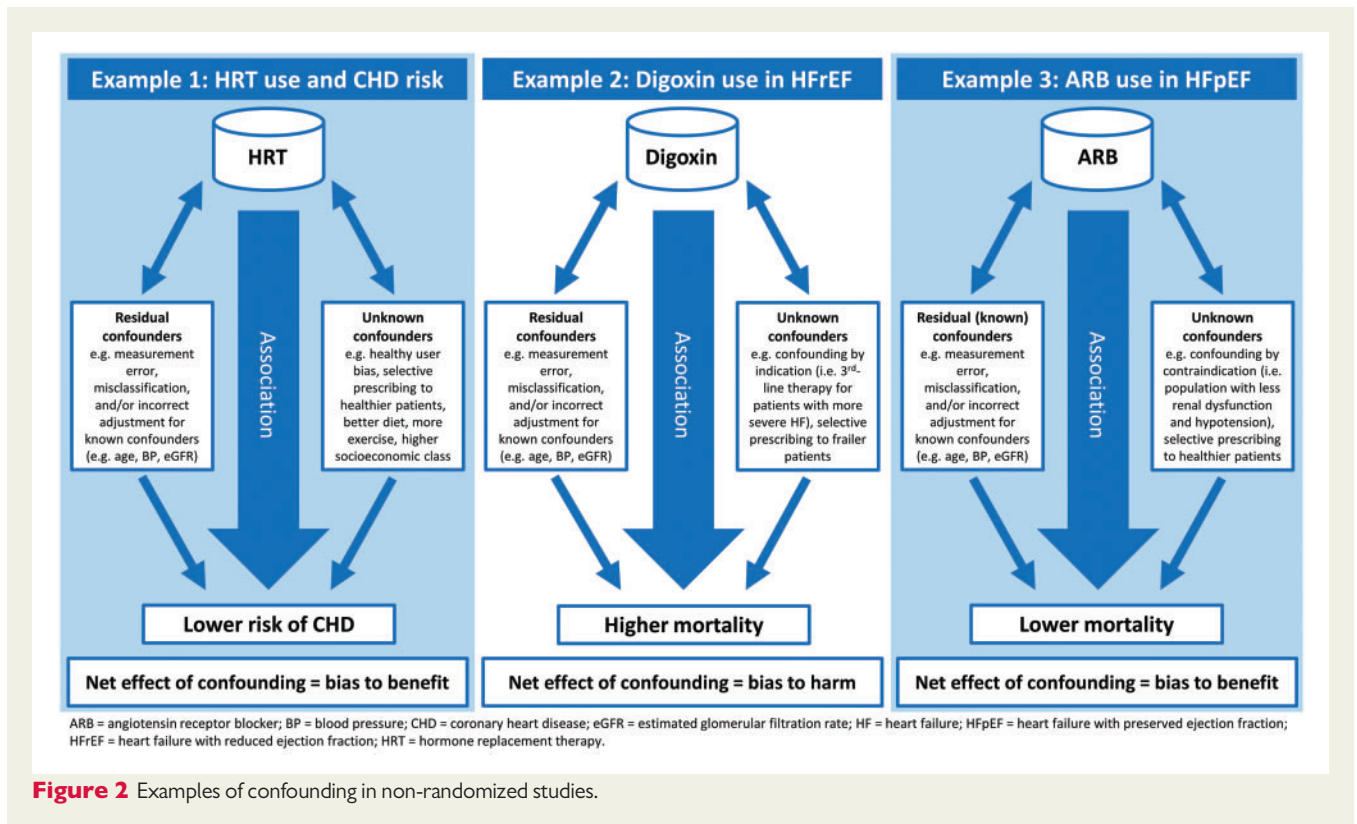 Example 1: HRT use and CHD risk
HRT
Association
Residual
confounders
e.g. measurement
error,
misclassification,
and/or incorrect
adjustment for
known confounders
(e.g. age, BP, eGFR)
Unknown
confounders
e.g. healthy user
bias, selective
prescribing to
healthier patients,
better diet, more
exercise, higher
socioeconomic class
Lower risk of CHD
Net effect of confounding = bias to benefit
Example 2: Digoxin use in HFrEF
Digoxin
Association
Residual
confounders
e.g. measurement
error,
misclassification,
and/or incorrect
adjustment for
known confounders
(e.g. age, BP, eGFR)
Unknown
confounders
e.g. confounding by
indication (i.e. 3rd-
line therapy for
patients with more
severe HF), selective
prescribing to frailer
patients
Higher mortality
Net effect of confounding = bias to harm
Example 3: ARB use in HFpEF
ARB
Association
Residual (known)
confounders
e.g. measurement
error,
misclassification,
and/or incorrect
adjustment for
known confounders
(e.g. age, BP, eGFR)
Unknown
confounders
e.g. confounding by
contraindication (i.e.
population with less
renal dysfunction
and hypotension),
selective prescribing
to healthier patients
Lower mortality
Net effect of confounding = bias to benefit
ARB = angiotensin receptor blocker; BP = blood pressure; CHD = coronary heart disease; eGFR = estimated glomerular filtration rate; HF = heart failure; HFpEF = heart failure with preserved ejection fraction;
HFrEF = heart failure with reduced ejection fraction; HRT = hormone replacement therapy.
Figure 2 Examples of confounding in non-randomized studies.